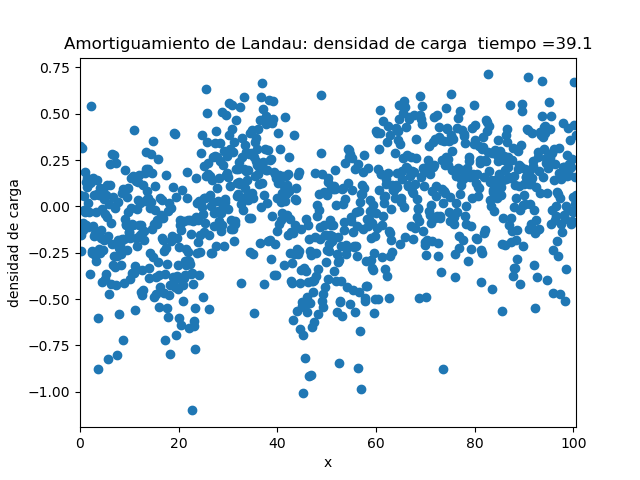 Amortiguamiento de Landau: densidad de carga  tiempo =39.1
0.75
0.50
0.25
0.00
−0.25
−0.50
−0.75
−1.00
densidad de carga
0 20 40 60 80 100
x